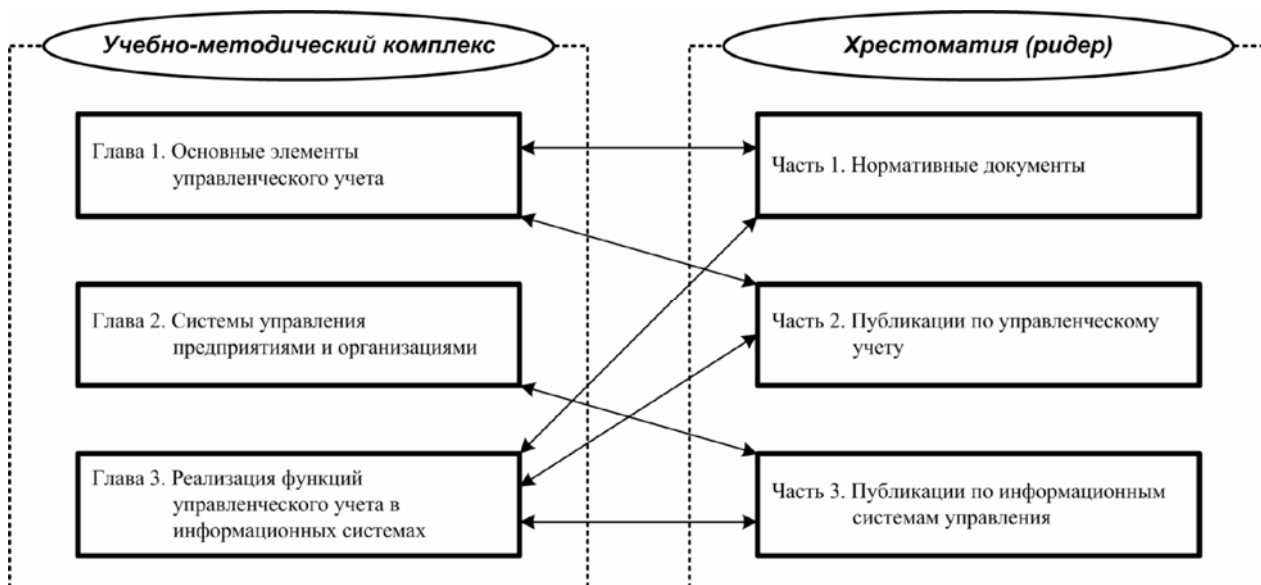 Учебно-методический комплекс
Хрестоматия (ридер)
Глава 1. Основные элементы
управленческого учета
Часть 1. Нормативные документы
Глава 2. Системы управления
предприятиями и организациями
Часть 2. Публикации по управленческому
учету
Глава 3. Реализация функций
управленческого учета в
информационных системах
Часть 3. Публикации по информационным
системам управления